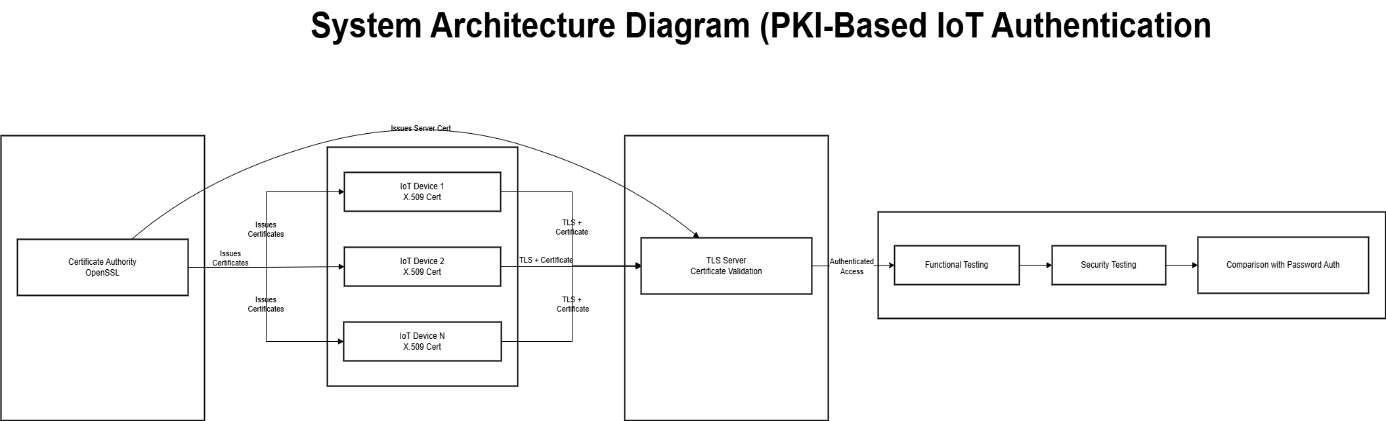 System Architecture Diagram (PKI-Based IoT Authentication
Issues Server Cert
Certificate Authority
OpenSSL
Issues
Certificates
Issues
Certificates
Issues
Certificates
IoT Device 1
X.509 Cert
IoT Device 2
X.509 Cert
IoT Device N
X.509 Cert
TLS +
Certificate
TLS + Certificate
TLS +
Certificate
TLS Server
Certificate Validation
Authenticated
Access
Functional Testing
Security Testing
Comparison with Password Auth